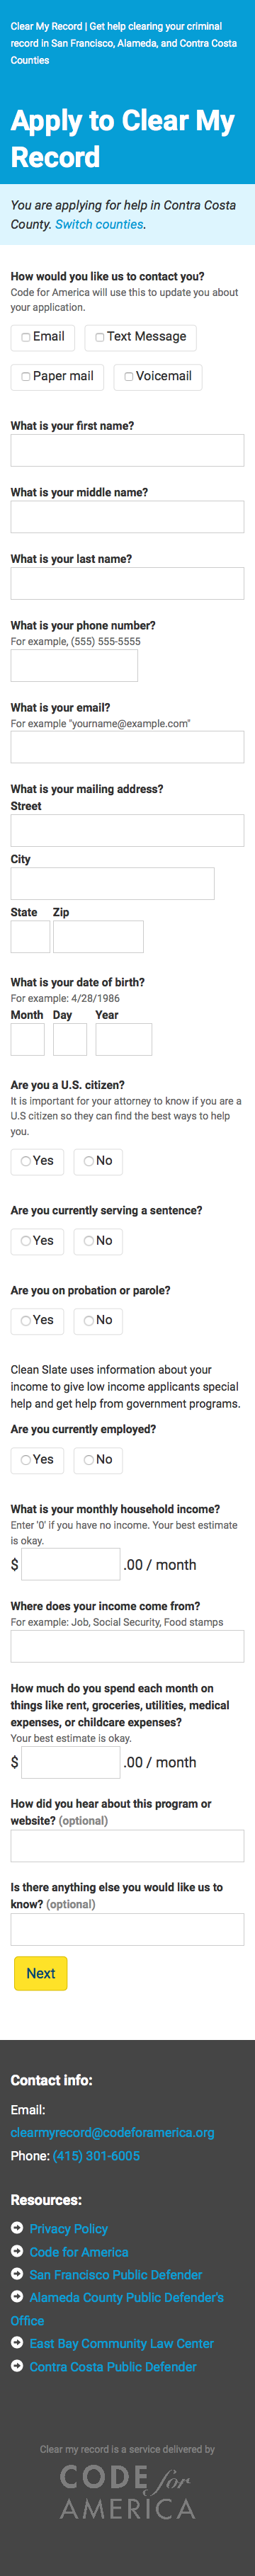 Clear My Record | Get help clearing your criminal
record in San Francisco, Alameda, and Contra Costa
Counties
Apply to Clear My
Record
You are applying for help in Contra Costa
County. Switch counties.
How would you like us to contact you?
Code for America will use this to update you about
your application.
Email Text Message
Paper mail Voicemail
What is your first name?
What is your middle name?
What is your last name?
What is your phone number?
For example, (555) 555-5555
What is your email?
For example "yourname@example.com"
What is your mailing address?
Street
City
State Zip
What is your date of birth?
For example: 4/28/1986
Month Day Year
Are you a U.S. citizen?
It is important for your attorney to know if you are a
U.S citizen so they can find the best ways to help
you.
Yes No
Are you currently serving a sentence?
Yes No
Are you on probation or parole?
Yes No
Clean Slate uses information about your
income to give low income applicants special
help and get help from government programs.
Are you currently employed?
Yes No
What is your monthly household income?
Enter '0' if you have no income. Your best estimate
is okay.
$ .00 / month
Where does your income come from?
For example: Job, Social Security, Food stamps
How much do you spend each month on
things like rent, groceries, utilities, medical
expenses, or childcare expenses?
Your best estimate is okay.
$ .00 / month
How did you hear about this program or
website? (optional)
Is there anything else you would like us to
know? (optional)
Next
Contact info:
Email:
clearmyrecord@codeforamerica.org
Phone: (415) 301-6005
Resources:
Privacy Policy
Code for America
San Francisco Public Defender
Alameda County Public Defender's
Office
East Bay Community Law Center
Contra Costa Public Defender
Clear my record is a service delivered by
CODE for
AMERICA